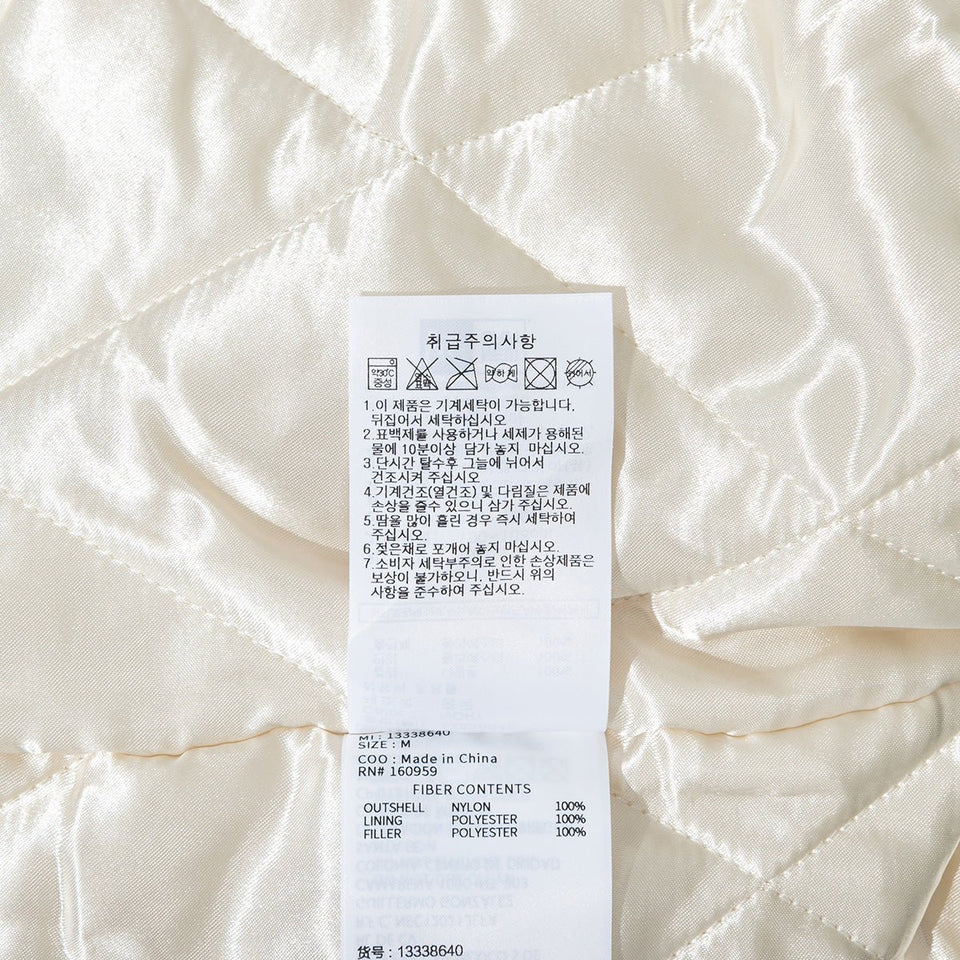 취급주의사항
약30℃
중성
약하게
뉘어서
1.이 제품은 기계세탁이 가능합니다,
뒤집어서 세탁하십시오
2.표백제를 사용하거나 세제가 용해된
물에 10분이상 담가 놓지 마십시오.
3.단시간 탈수후 그늘에 뉘어서
건조시켜 주십시오
4.기계건조(열건조) 및 다림질은 제품에
손상을 줄수 있으니 삼가 주십시오.
5.땀을 많이 흘린 경우 즉시 세탁하여
주십시오.
6.젖은채로 포개어 놓지 마십시오.
7.소비자 세탁부주의로 인한 손상제품은
보상이 불가하오니, 반드시 위의
사항을 준수하여 주십시오.
MT: 13338640
SIZE : M
COO : Made in China
RN# 160959
FIBER CONTENTS
OUTSHELL NYLON 100%
LINING POLYESTER 100%
FILLER POLYESTER 100%
货号 : 13338640